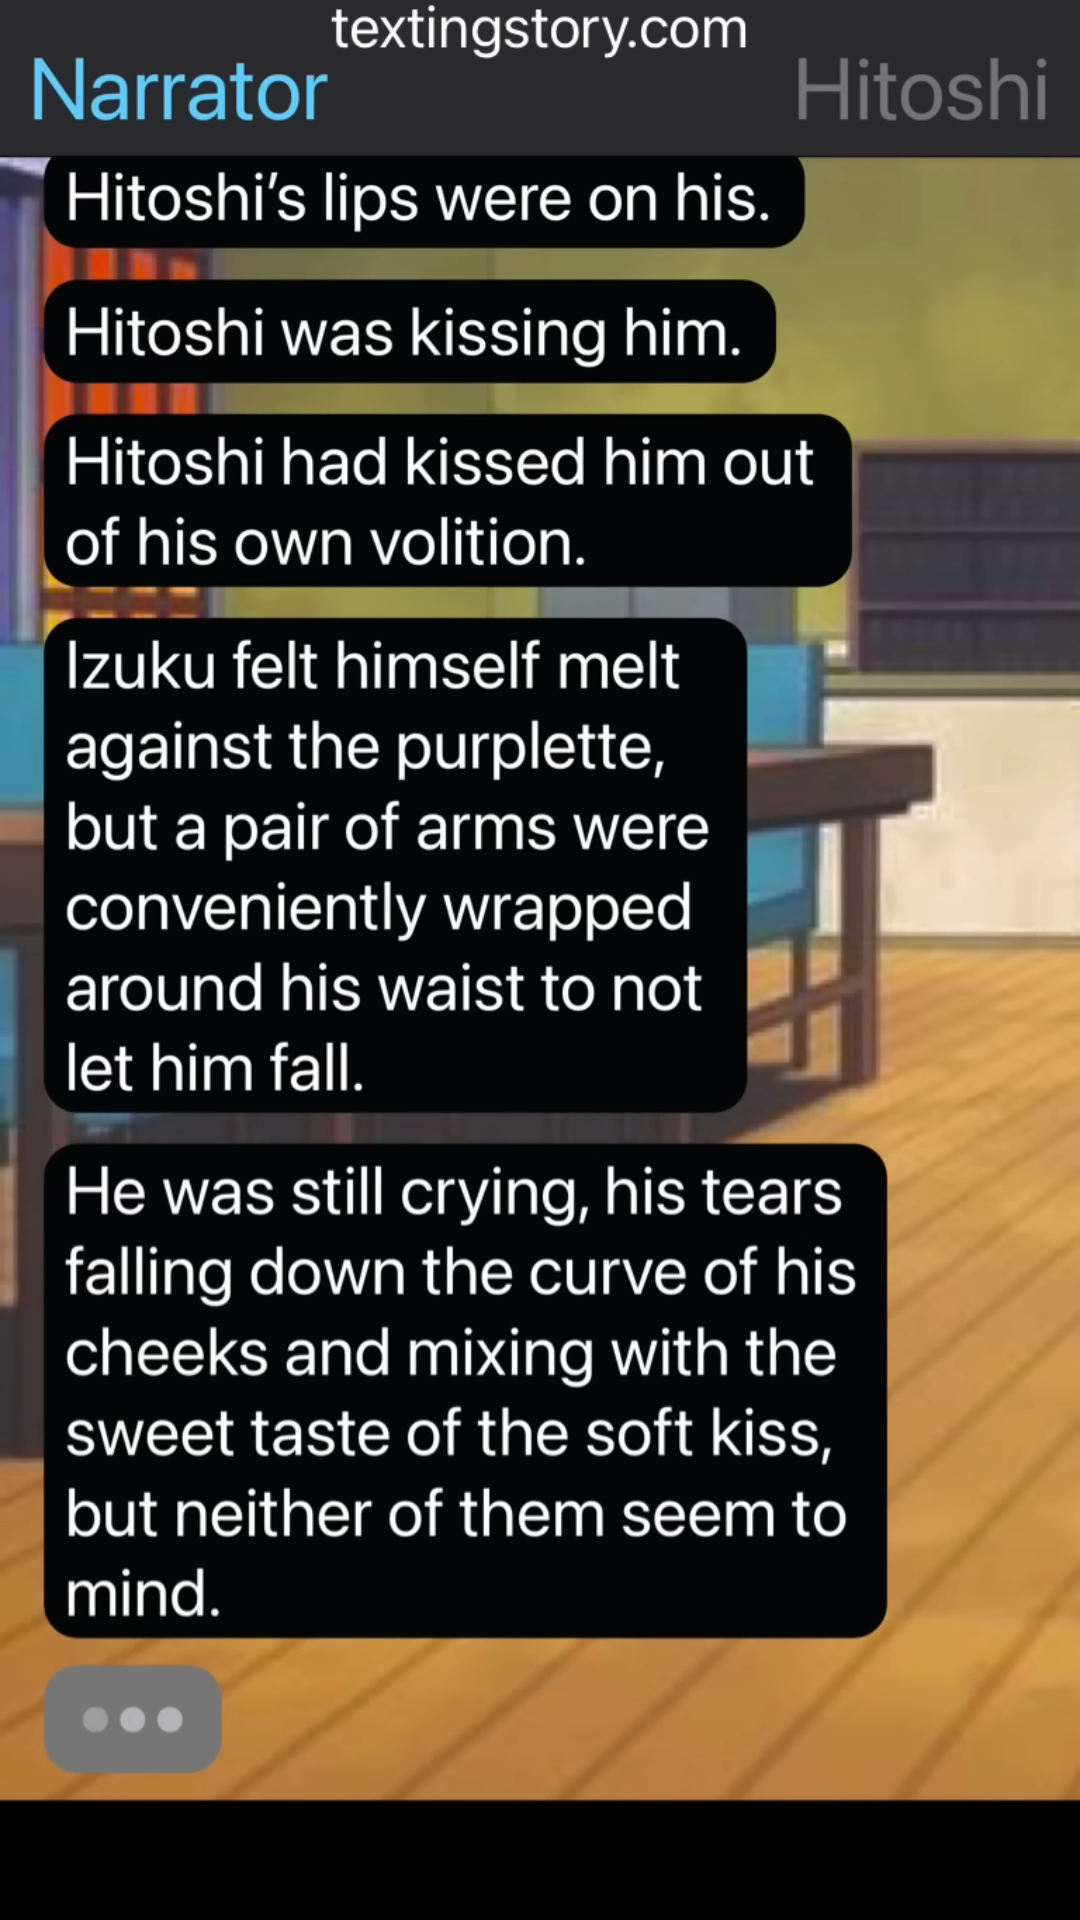 textingstory.com
Narrator Hitoshi
Hitoshi’s lips were on his.
Hitoshi was kissing him.
Hitoshi had kissed him out
of his own volition.
Izuku felt himself melt
against the purplette,
but a pair of arms were
conveniently wrapped
around his waist to not
let him fall.
He was still crying, his tears
falling down the curve of his
cheeks and mixing with the
sweet taste of the soft kiss,
but neither of them seem to
mind.